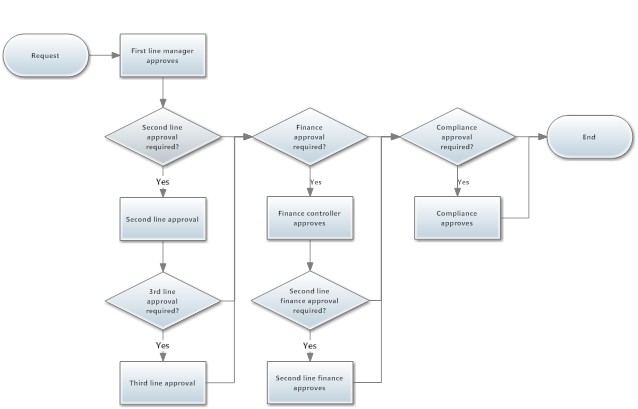 Request
First line manager
approves
Second line
approval
required?
Yes
Second line approval
3rd line
approval
required?
Yes
Third line approval
Finance
approval
required?
Yes
Finance controller
approves
Second line
finance approval
required?
Yes
Second line finance
approves
Compliance
approval
required?
Yes
Compliance
approves
End